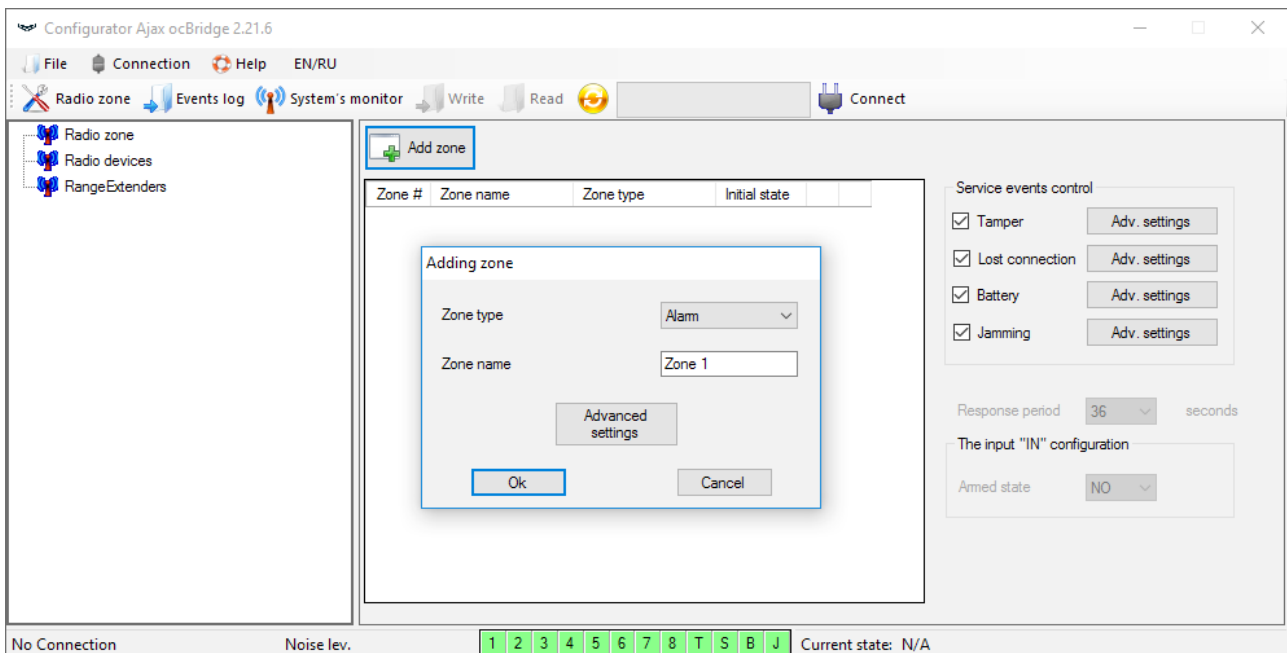 Configurator Ajax ocBridge 2.21.6
File Connection Help EN/RU
Radio zone Events log System's monitor Write Read Connect
Radio zone
Radio devices
RangeExtenders
Add zone
Zone # Zone name Zone type Initial state
Adding zone
Zone type Alarm
Zone name Zone 1
Advanced
settings
Ok Cancel
Service events control
Tamper Adv. settings
Lost connection Adv. settings
Battery Adv. settings
Jamming Adv. settings
Response period 36 seconds
The input "IN" configuration
Armed state NO
No Connection Noise lev. 1 2 3 4 5 6 7 8 T S B J Current state: N/A